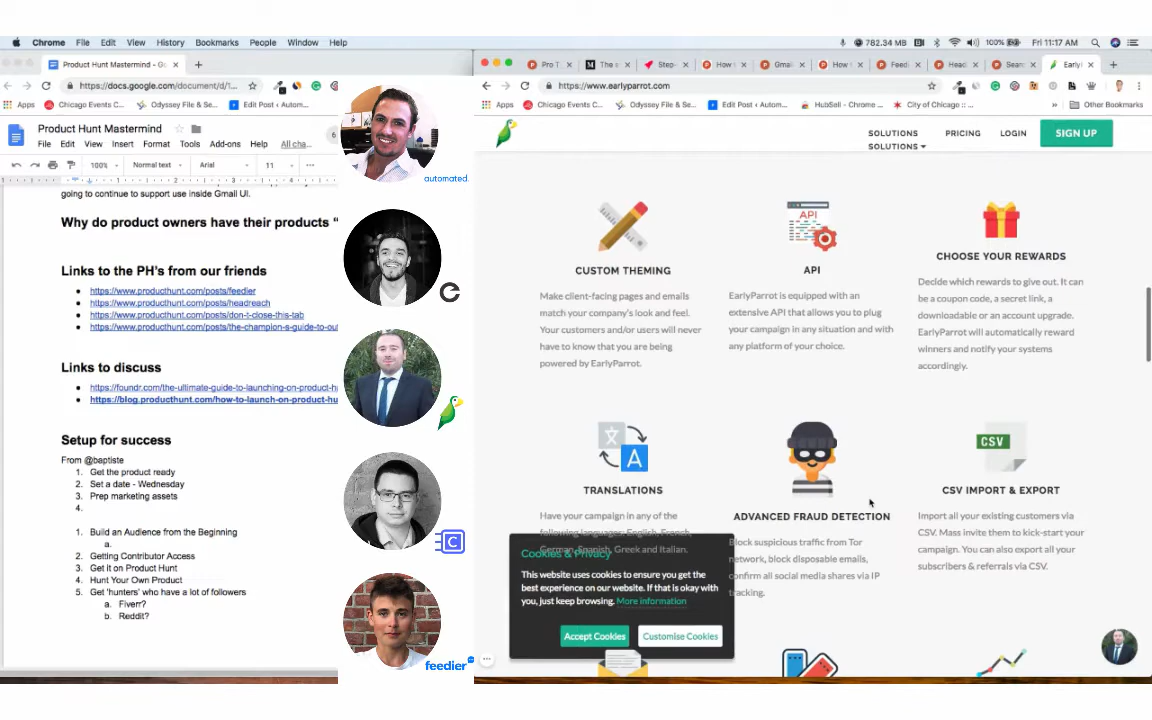 Chrome File Edit View History Bookmarks People Window Help
782.34 MB 100% Fri 11:17 AM
Product Hunt Mastermind - Go
https://docs.google.com/document/d/1...
Apps Chicago Events C... Odyssey File & Se... Edit Post ‹ Autom...
Product Hunt Mastermind
File Edit View Insert Format Tools Add-ons Help All cha...
100% Normal text Arial 11
going to continue to support use inside Gmail UI.
Why do product owners have their products “
Links to the PH's from our friends
https://www.producthunt.com/posts/feedier
https://www.producthunt.com/posts/headreach
https://www.producthunt.com/posts/don-t-close-this-tab
https://www.producthunt.com/posts/the-champion-s-guide-to-out
Links to discuss
https://foundr.com/the-ultimate-guide-to-launching-on-product-h
https://blog.producthunt.com/how-to-launch-on-product-hu
Setup for success
From @baptiste
1. Get the product ready
2. Set a date - Wednesday
3. Prep marketing assets
4.
1. Build an Audience from the Beginning
a.
2. Getting Contributor Access
3. Get it on Product Hunt
4. Hunt Your Own Product
5. Get 'hunters' who have a lot of followers
a. Fiverr?
b. Reddit?
automated.
C
feedier
Pro T The s Step- How t Gmai How t Feedi Head Sear Early
https://www.earlyparrot.com
Apps Chicago Events C... Odyssey File & Se... Edit Post ‹ Autom... HubSell - Chrome ... City of Chicago :: ... » Other Bookmarks
SOLUTIONS PRICING LOGIN SIGN UP
SOLUTIONS
CUSTOM THEMING
Make client-facing pages and emails
match your company's look and feel.
Your customers and/or users will never
have to know that you are being
powered by EarlyParrot.
API
API
EarlyParrot is equipped with an
extensive API that allows you to plug
your campaign in any situation and with
any platform of your choice.
CHOOSE YOUR REWARDS
Decide which rewards to give out. It can
be a coupon code, a secret link, a
downloadable or an account upgrade.
EarlyParrot will automatically reward
winners and notify your systems
accordingly.
A
TRANSLATIONS
Have your campaign in any of the
following languages: English, French,
German, Spanish, Greek and Italian.
ADVANCED FRAUD DETECTION
Block suspicious traffic from Tor
network, block disposable emails,
confirm all social media shares via IP
tracking.
CSV
CSV IMPORT & EXPORT
Import all your existing customers via
CSV. Mass invite them to kick-start your
campaign. You can also export all your
subscribers & referrals via CSV.
Cookies & Privacy
This website uses cookies to ensure you get the
best experience on our website. If that is okay with
you, just keep browsing. More information
Accept Cookies Customise Cookies